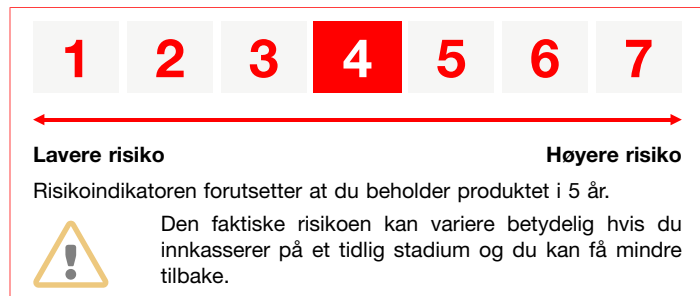 1 2 3 4 5 6 7
Lavere risiko Høyere risiko
Risikoindikatoren forutsetter at du beholder produktet i 5 år.
Den faktiske risikoen kan variere betydelig hvis du
innkasserer på et tidlig stadium og du kan få mindre
tilbake.